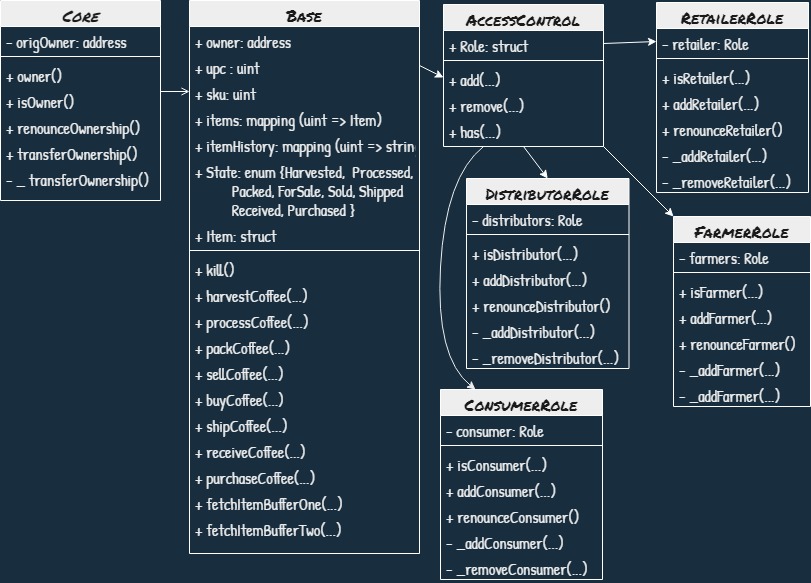 Core
- origOwner: address
+ owner()
+ isOwner()
+ renounceOwnership()
+ transferOwnership()
- _ transferOwnership()
Base
+ owner: address
+ upc : uint
+ sku: uint
+ items: mapping (uint => Item)
+ itemHistory: mapping (uint => strin
+ State: enum {Harvested, Processed,
Packed, ForSale, Sold, Shipped
Received, Purchased }
+ Item: struct
+ kill()
+ harvestCoffee(...)
+ processCoffee(...)
+ packCoffee(...)
+ sellCoffee(...)
+ buyCoffee(...)
+ shipCoffee(...)
+ receiveCoffee(...)
+ purchaseCoffee(...)
+ fetchItemBufferOne(...)
+ fetchItemBufferTwo(...)
AccessControl
+ Role: struct
+ add(...)
+ remove(...)
+ has(...)
RetailerRole
- retailer: Role
+ isRetailer(...)
+ addRetailer(...)
+ renounceRetailer()
- _addRetailer(...)
- _removeRetailer(...)
DistributorRole
- distributors: Role
+ isDistributor(...)
+ addDistributor(...)
+ renounceDistributor()
- _addDistributor(...)
- _removeDistributor(...)
FarmerRole
- farmers: Role
+ isFarmer(...)
+ addFarmer(...)
+ renounceFarmer()
- _addFarmer(...)
- _addFarmer(...)
ConsumerRole
- consumer: Role
+ isConsumer(...)
+ addConsumer(...)
+ renounceConsumer()
- _addConsumer(...)
- _removeConsumer(...)